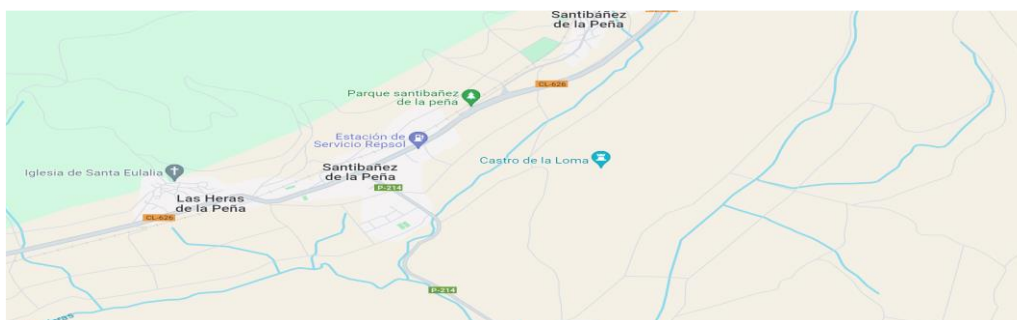 Santibáñez
de la Peña
CL-626
Parque santibañez
de la peña
Estación de
Servicio Repsol
Castro de la Loma
Iglesia de Santa Eulalia
Santibañez
de la Peña
P-214
Las Heras
de la Peña
CL-626
P-214